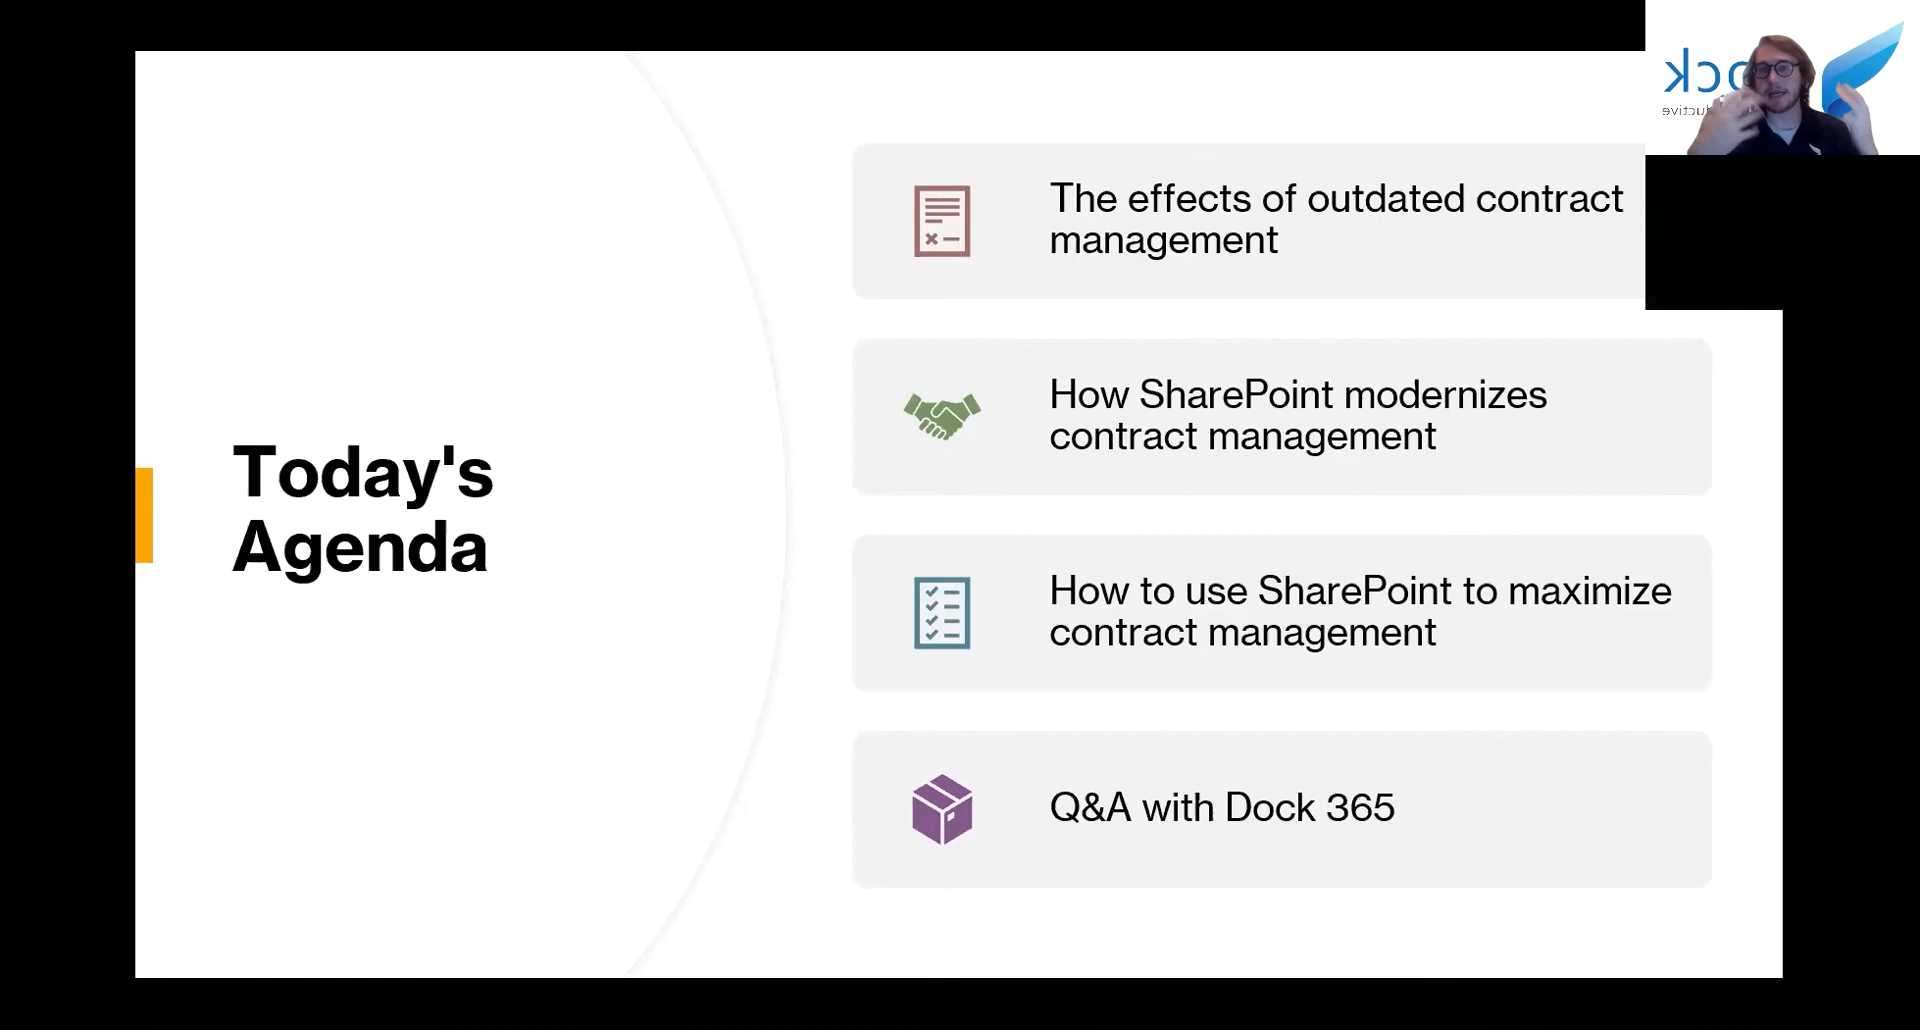 Today's
Agenda
The effects of outdated contract
management
How SharePoint modernizes
contract management
How to use SharePoint to maximize
contract management
Q&A with Dock 365